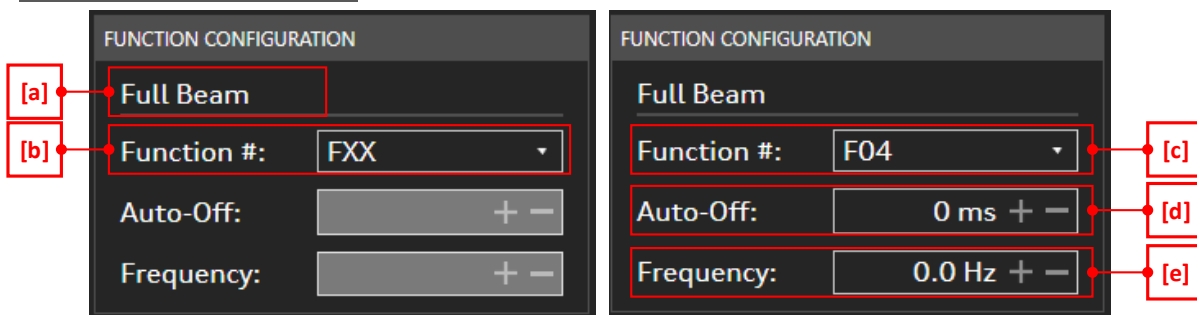 FUNCTION CONFIGURATION
[a] Full Beam
[b] Function #: FXX
Auto-Off: + −
Frequency: + −
FUNCTION CONFIGURATION
Full Beam
Function #: F04 [c]
Auto-Off: 0 ms + − [d]
Frequency: 0.0 Hz + − [e]